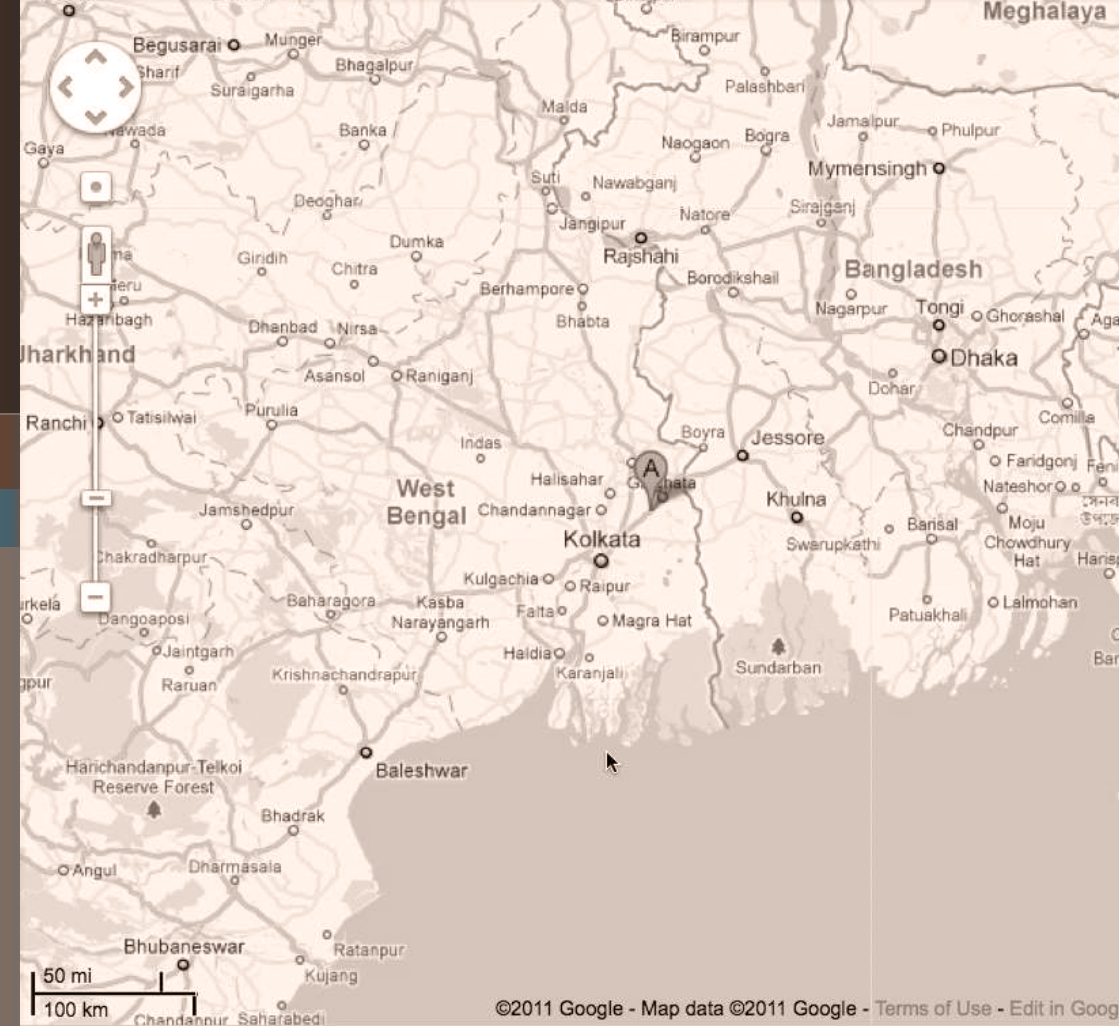 Meghalaya
Birampur
Begusarai
Munger
Bhagalpur
Sharif
Suraigarha
Palashbari
Malda
Jamalpur
Phulpur
Banka
Naogaon
Bogra
Gaya
Mymensingh
Suti
Nawabganj
Deoghar
Jangipur
Natore
Sirajganj
Rajshahi
Dumka
Giridih
Chitra
Borodikshail
Bangladesh
Berhampore
Nagarpur
Tongi
Ghorashal
Hazaribagh
Bhabta
Dhanbad
Nirsa
Jharkhand
Dhaka
Asansol
Raniganj
Dohar
Purulia
Tatisilwai
Ranchi
Comilla
Boyra
Jessore
Chandpur
Indas
A
Faridgonj
Halisahar
Nateshor
West
Bengal
Chandannagar
Khulna
Jamshedpur
Barisal
Moju
Chowdhury
Hat
Kolkata
Swarupkathi
Chakradharpur
Kulgachia
Raipur
Baharagora
Kasba
Narayangarh
Falta
Magra Hat
Patuakhali
Lalmohan
Dangoaposi
Jaintgarh
Haldia
Karanjali
Sundarban
Raruan
Krishnachandrapur
Baleshwar
Harichandanpur-Telkoi
Reserve Forest
Bhadrak
Angul
Dharmasala
Bhubaneswar
Ratanpur
Kujang
50 mi
100 km
Chandanpur
Saharabedi
©2011 Google - Map data ©2011 Google - Terms of Use - Edit in Goog